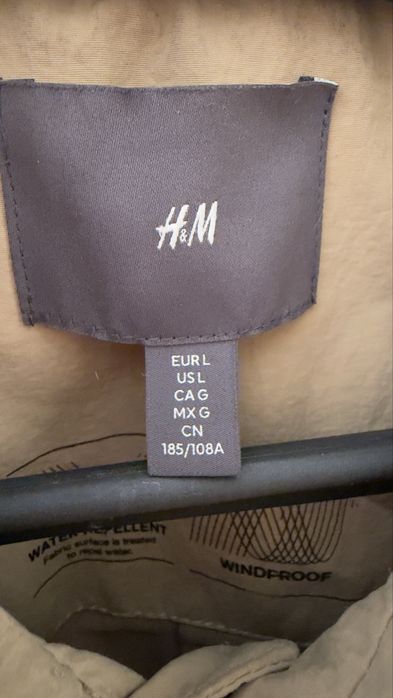 H&M
EUR L
US L
CA G
MX G
CN
185/108A
WATER REPELLENT
Fabric surface is treated
to repel water.
WINDPROOF